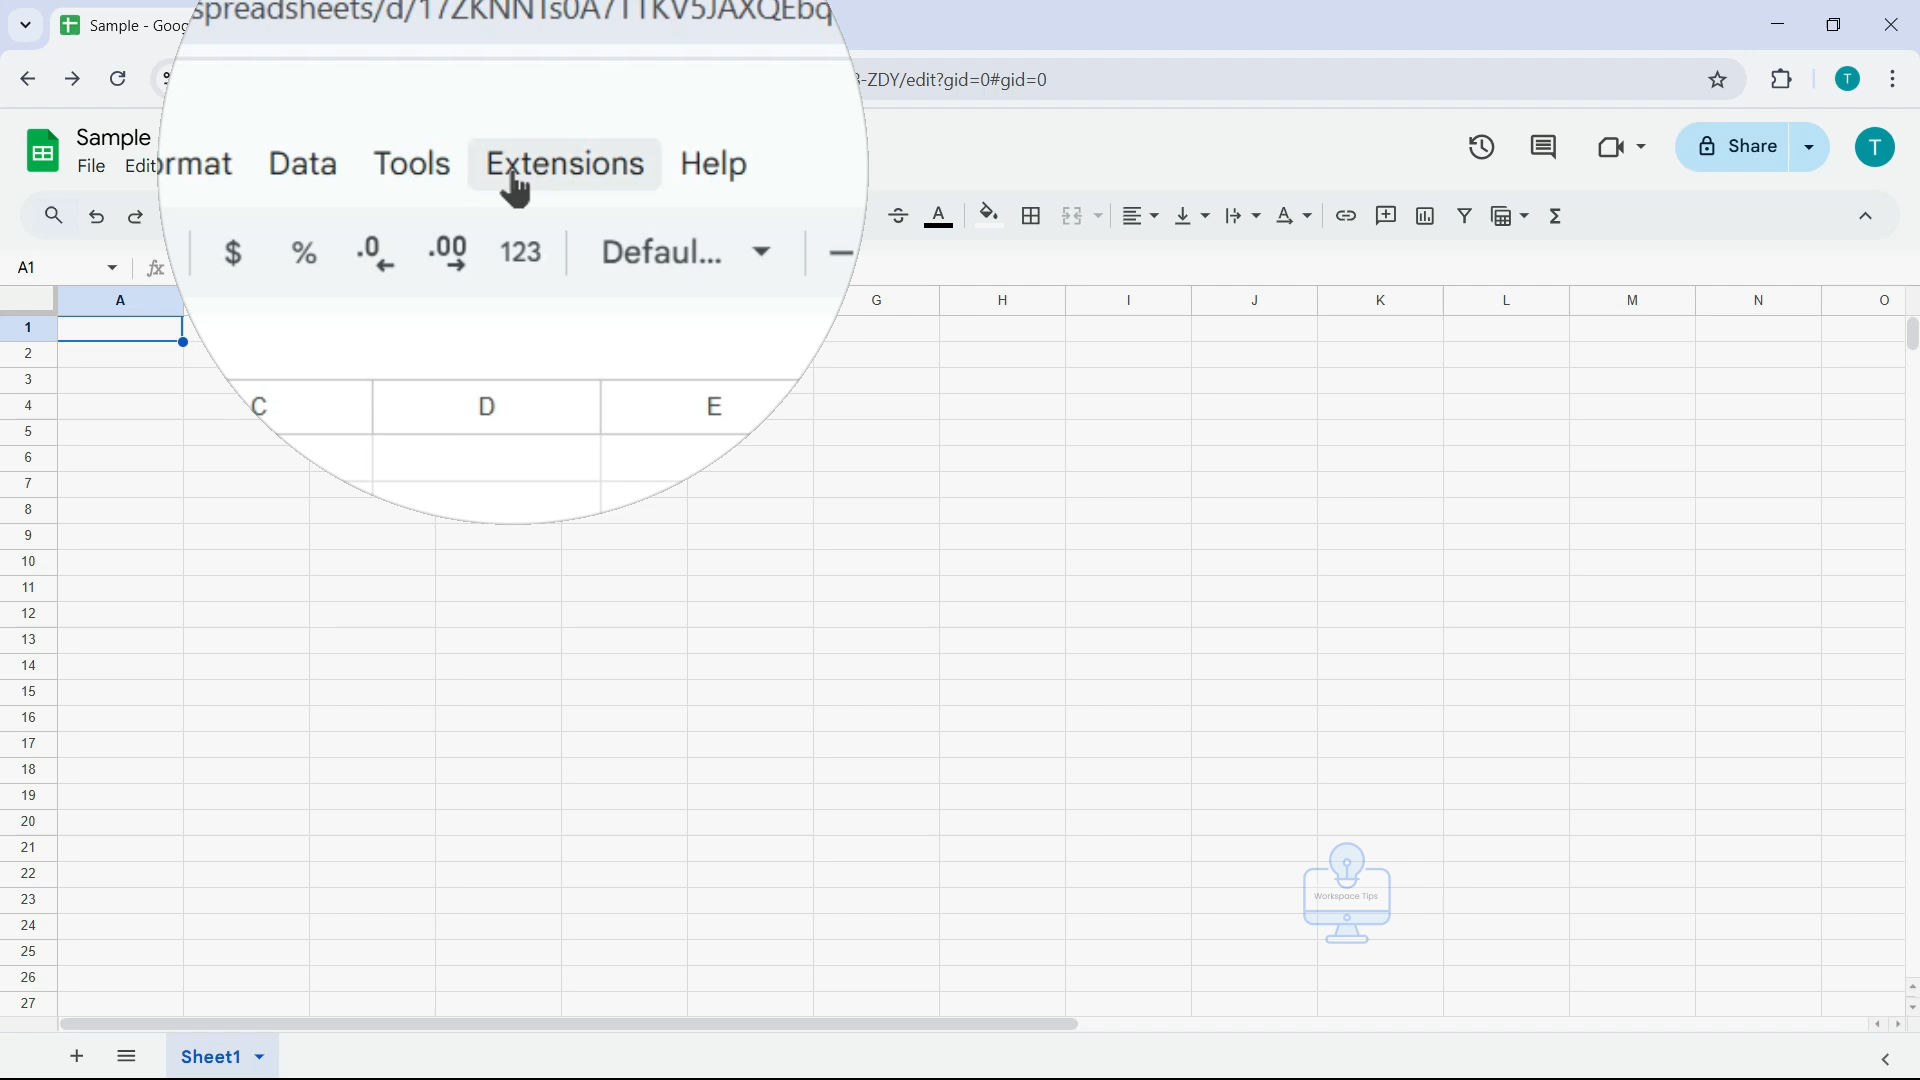 Sample - Goog
spreadsheets/d/17ZKNNTs0A7TTKV5JAXQEbq
-ZDY/edit?gid=0#gid=0
T
Sample
File Edit
ormat Data Tools Extensions Help
Share
T
$ % .0 .00 123 Defaul...
A
A
Σ
A1
fx
A G H I J K L M N O
C D E
1
2
3
4
5
6
7
8
9
10
11
12
13
14
15
16
17
18
19
20
21
22
Workspace Tips
23
24
25
26
27
Sheet1